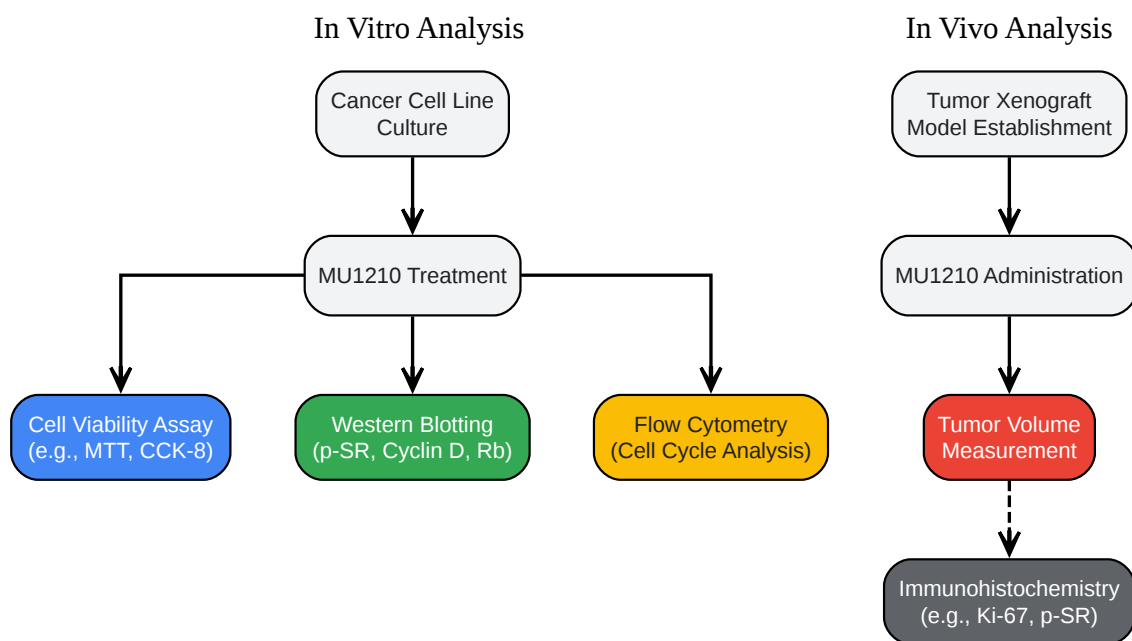 In Vitro Analysis
Cancer Cell Line
Culture
MU1210 Treatment
Cell Viability Assay
(e.g., MTT, CCK-8)
Western Blotting
(p-SR, Cyclin D, Rb)
Flow Cytometry
(Cell Cycle Analysis)
In Vivo Analysis
Tumor Xenograft
Model Establishment
MU1210 Administration
Tumor Volume
Measurement
Immunohistochemistry
(e.g., Ki-67, p-SR)